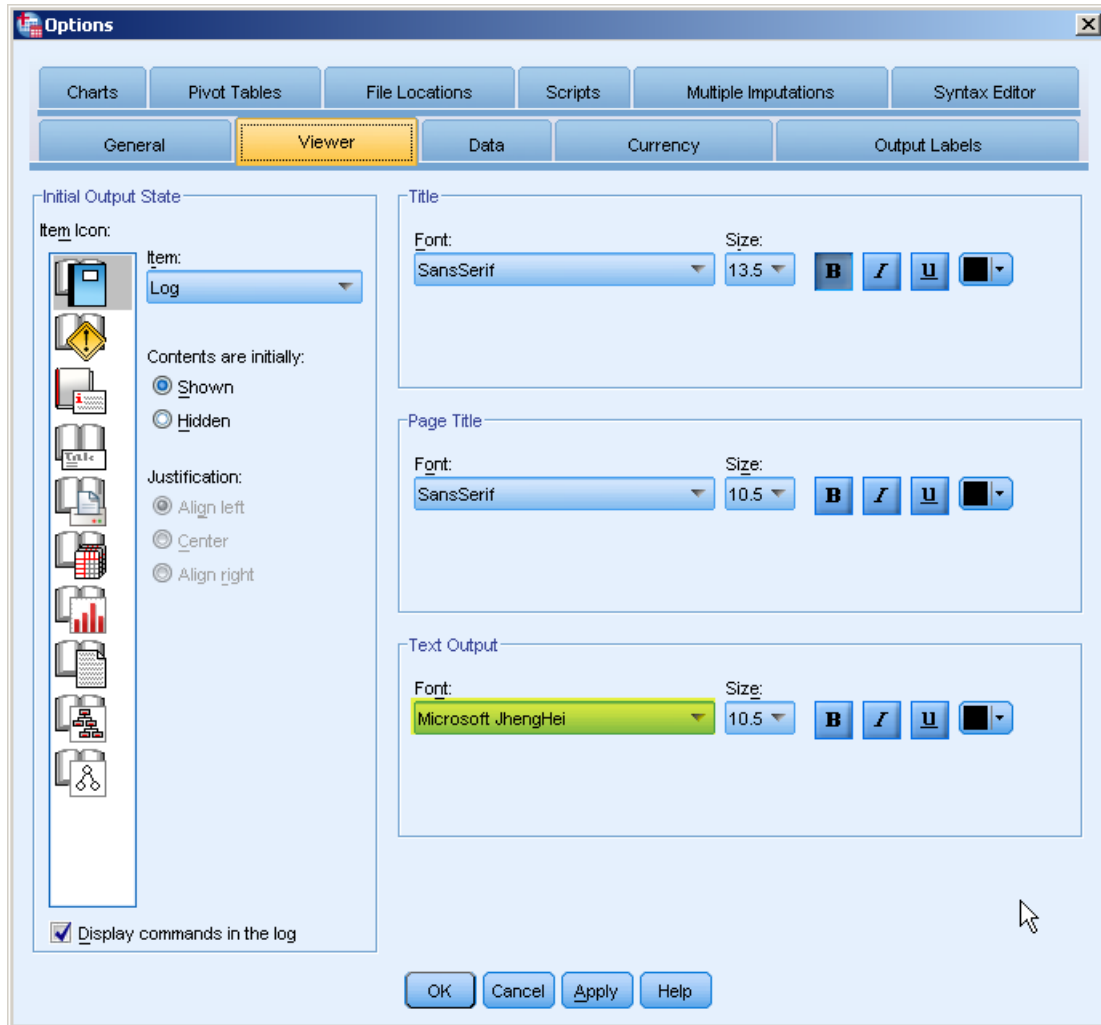 Options
Charts Pivot Tables File Locations Scripts Multiple Imputations Syntax Editor
General Viewer Data Currency Output Labels
Initial Output State
Item Icon:
Item:
Log
Contents are initially:
Shown
Hidden
Justification:
Align left
Center
Align right
Display commands in the log
Title
Font: Size:
SansSerif 13.5 B I U
Page Title
Font: Size:
SansSerif 10.5 B I U
Text Output
Font: Size:
Microsoft JhengHei 10.5 B I U
OK Cancel Apply Help